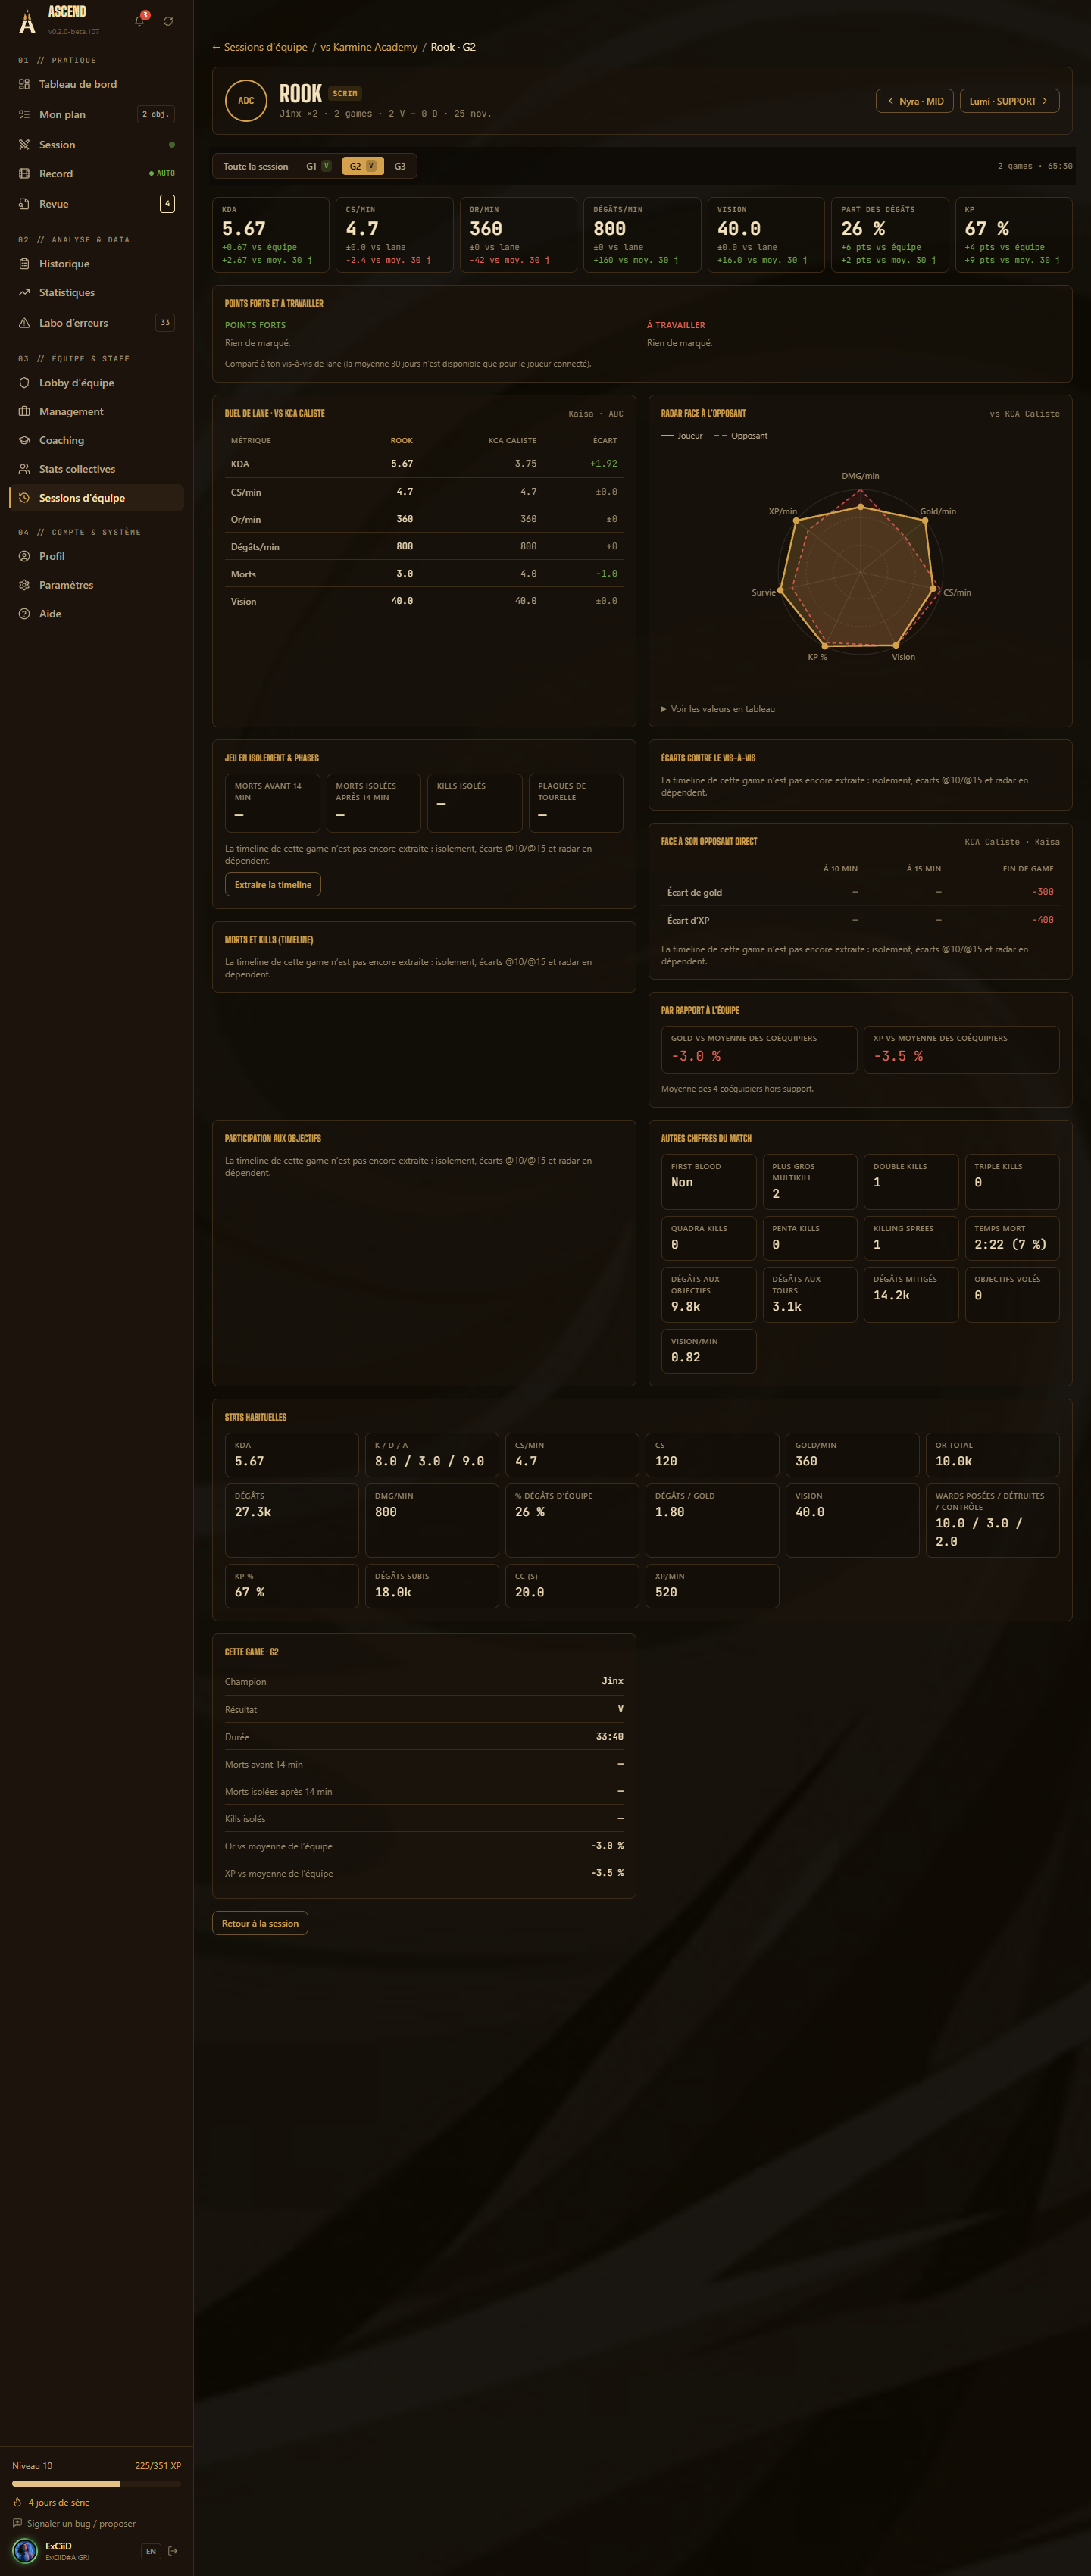 ASCEND
v0.2.0-beta.107
3
01 // PRATIQUE
Tableau de bord
Mon plan
2 obj.
Session
Record
AUTO
Revue
4
02 // ANALYSE & DATA
Historique
Statistiques
Labo d'erreurs
33
03 // ÉQUIPE & STAFF
Lobby d'équipe
Management
Coaching
Stats collectives
Sessions d'équipe
04 // COMPTE & SYSTÈME
Profil
Paramètres
Aide
Niveau 10
225/351 XP
4 jours de série
Signaler un bug / proposer
ExCiiD
ExCiiD#AIGRI
EN
← Sessions d'équipe / vs Karmine Academy / Rook · G2
ADC
ROOK
SCRIM
Jinx ×2 · 2 games · 2 V – 0 D · 25 nov.
Nyra · MID
Lumi · SUPPORT
Toute la session
G1 V
G2 V
G3
2 games · 65:30
KDA
5.67
+0.67 vs équipe
+2.67 vs moy. 30 j
CS/MIN
4.7
±0.0 vs lane
-2.4 vs moy. 30 j
OR/MIN
360
±0 vs lane
-42 vs moy. 30 j
DÉGÂTS/MIN
800
±0 vs lane
+160 vs moy. 30 j
VISION
40.0
±0.0 vs lane
+16.0 vs moy. 30 j
PART DES DÉGÂTS
26 %
+6 pts vs équipe
+2 pts vs moy. 30 j
KP
67 %
+4 pts vs équipe
+9 pts vs moy. 30 j
POINTS FORTS ET À TRAVAILLER
POINTS FORTS
Rien de marqué.
À TRAVAILLER
Rien de marqué.
Comparé à ton vis-à-vis de lane (la moyenne 30 jours n'est disponible que pour le joueur connecté).
DUEL DE LANE · VS KCA CALISTE
Kaisa · ADC
MÉTRIQUE ROOK KCA CALISTE ÉCART
KDA 5.67 3.75 +1.92
CS/min 4.7 4.7 ±0.0
Or/min 360 360 ±0
Dégâts/min 800 800 ±0
Morts 3.0 4.0 -1.0
Vision 40.0 40.0 ±0.0
RADAR FACE À L'OPPOSANT
vs KCA Caliste
Joueur
Opposant
DMG/min
XP/min
Gold/min
Survie
CS/min
KP %
Vision
Voir les valeurs en tableau
JEU EN ISOLEMENT & PHASES
MORTS AVANT 14
MIN
—
MORTS ISOLÉES
APRÈS 14 MIN
—
KILLS ISOLÉS
—
PLAQUES DE
TOURELLE
—
La timeline de cette game n'est pas encore extraite : isolement, écarts @10/@15 et radar en
dépendent.
Extraire la timeline
ÉCARTS CONTRE LE VIS-À-VIS
La timeline de cette game n'est pas encore extraite : isolement, écarts @10/@15 et radar en
dépendent.
FACE À SON OPPOSANT DIRECT
KCA Caliste · Kaisa
À 10 MIN À 15 MIN FIN DE GAME
Écart de gold — — -300
Écart d'XP — — -400
La timeline de cette game n'est pas encore extraite : isolement, écarts @10/@15 et radar en
dépendent.
MORTS ET KILLS (TIMELINE)
La timeline de cette game n'est pas encore extraite : isolement, écarts @10/@15 et radar en
dépendent.
PAR RAPPORT À L'ÉQUIPE
GOLD VS MOYENNE DES COÉQUIPIERS
-3.0 %
XP VS MOYENNE DES COÉQUIPIERS
-3.5 %
Moyenne des 4 coéquipiers hors support.
PARTICIPATION AUX OBJECTIFS
La timeline de cette game n'est pas encore extraite : isolement, écarts @10/@15 et radar en
dépendent.
AUTRES CHIFFRES DU MATCH
FIRST BLOOD
Non
PLUS GROS
MULTIKILL
2
DOUBLE KILLS
1
TRIPLE KILLS
0
QUADRA KILLS
0
PENTA KILLS
0
KILLING SPREES
1
TEMPS MORT
2:22 (7 %)
DÉGÂTS AUX
OBJECTIFS
9.8k
DÉGÂTS AUX
TOURS
3.1k
DÉGÂTS MITIGÉS
14.2k
OBJECTIFS VOLÉS
0
VISION/MIN
0.82
STATS HABITUELLES
KDA
5.67
K / D / A
8.0 / 3.0 / 9.0
CS/MIN
4.7
CS
120
GOLD/MIN
360
OR TOTAL
10.0k
DÉGÂTS
27.3k
DMG/MIN
800
% DÉGÂTS D'ÉQUIPE
26 %
DÉGÂTS / GOLD
1.80
VISION
40.0
WARDS POSÉES / DÉTRUITES
/ CONTRÔLE
10.0 / 3.0 /
2.0
KP %
67 %
DÉGÂTS SUBIS
18.0k
CC (S)
20.0
XP/MIN
520
CETTE GAME · G2
Champion Jinx
Résultat V
Durée 33:40
Morts avant 14 min —
Morts isolées après 14 min —
Kills isolés —
Or vs moyenne de l'équipe -3.0 %
XP vs moyenne de l'équipe -3.5 %
Retour à la session